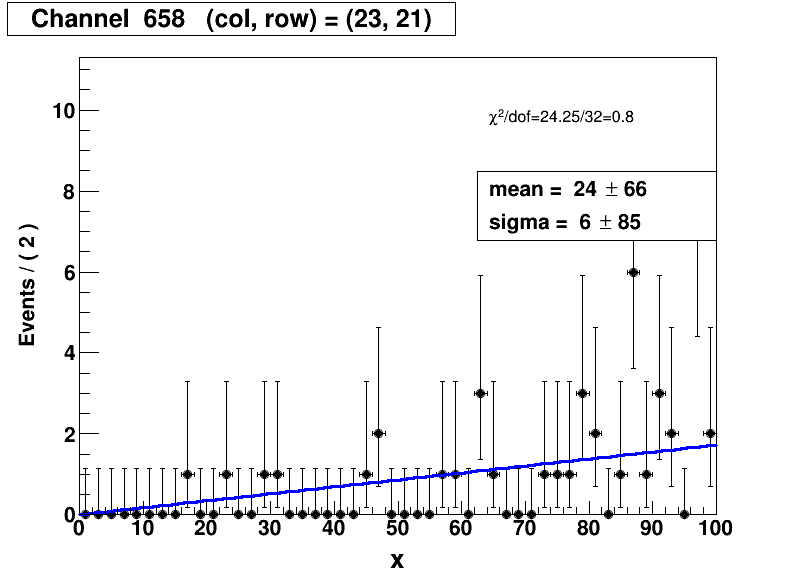 Channel  658   (col, row) = (23, 21)
χ²/dof=24.25/32=0.8
mean =  24 ± 66
sigma =  6 ± 85
Events / ( 2 )
10
8
6
4
2
0
0 10 20 30 40 50 60 70 80 90 100
x